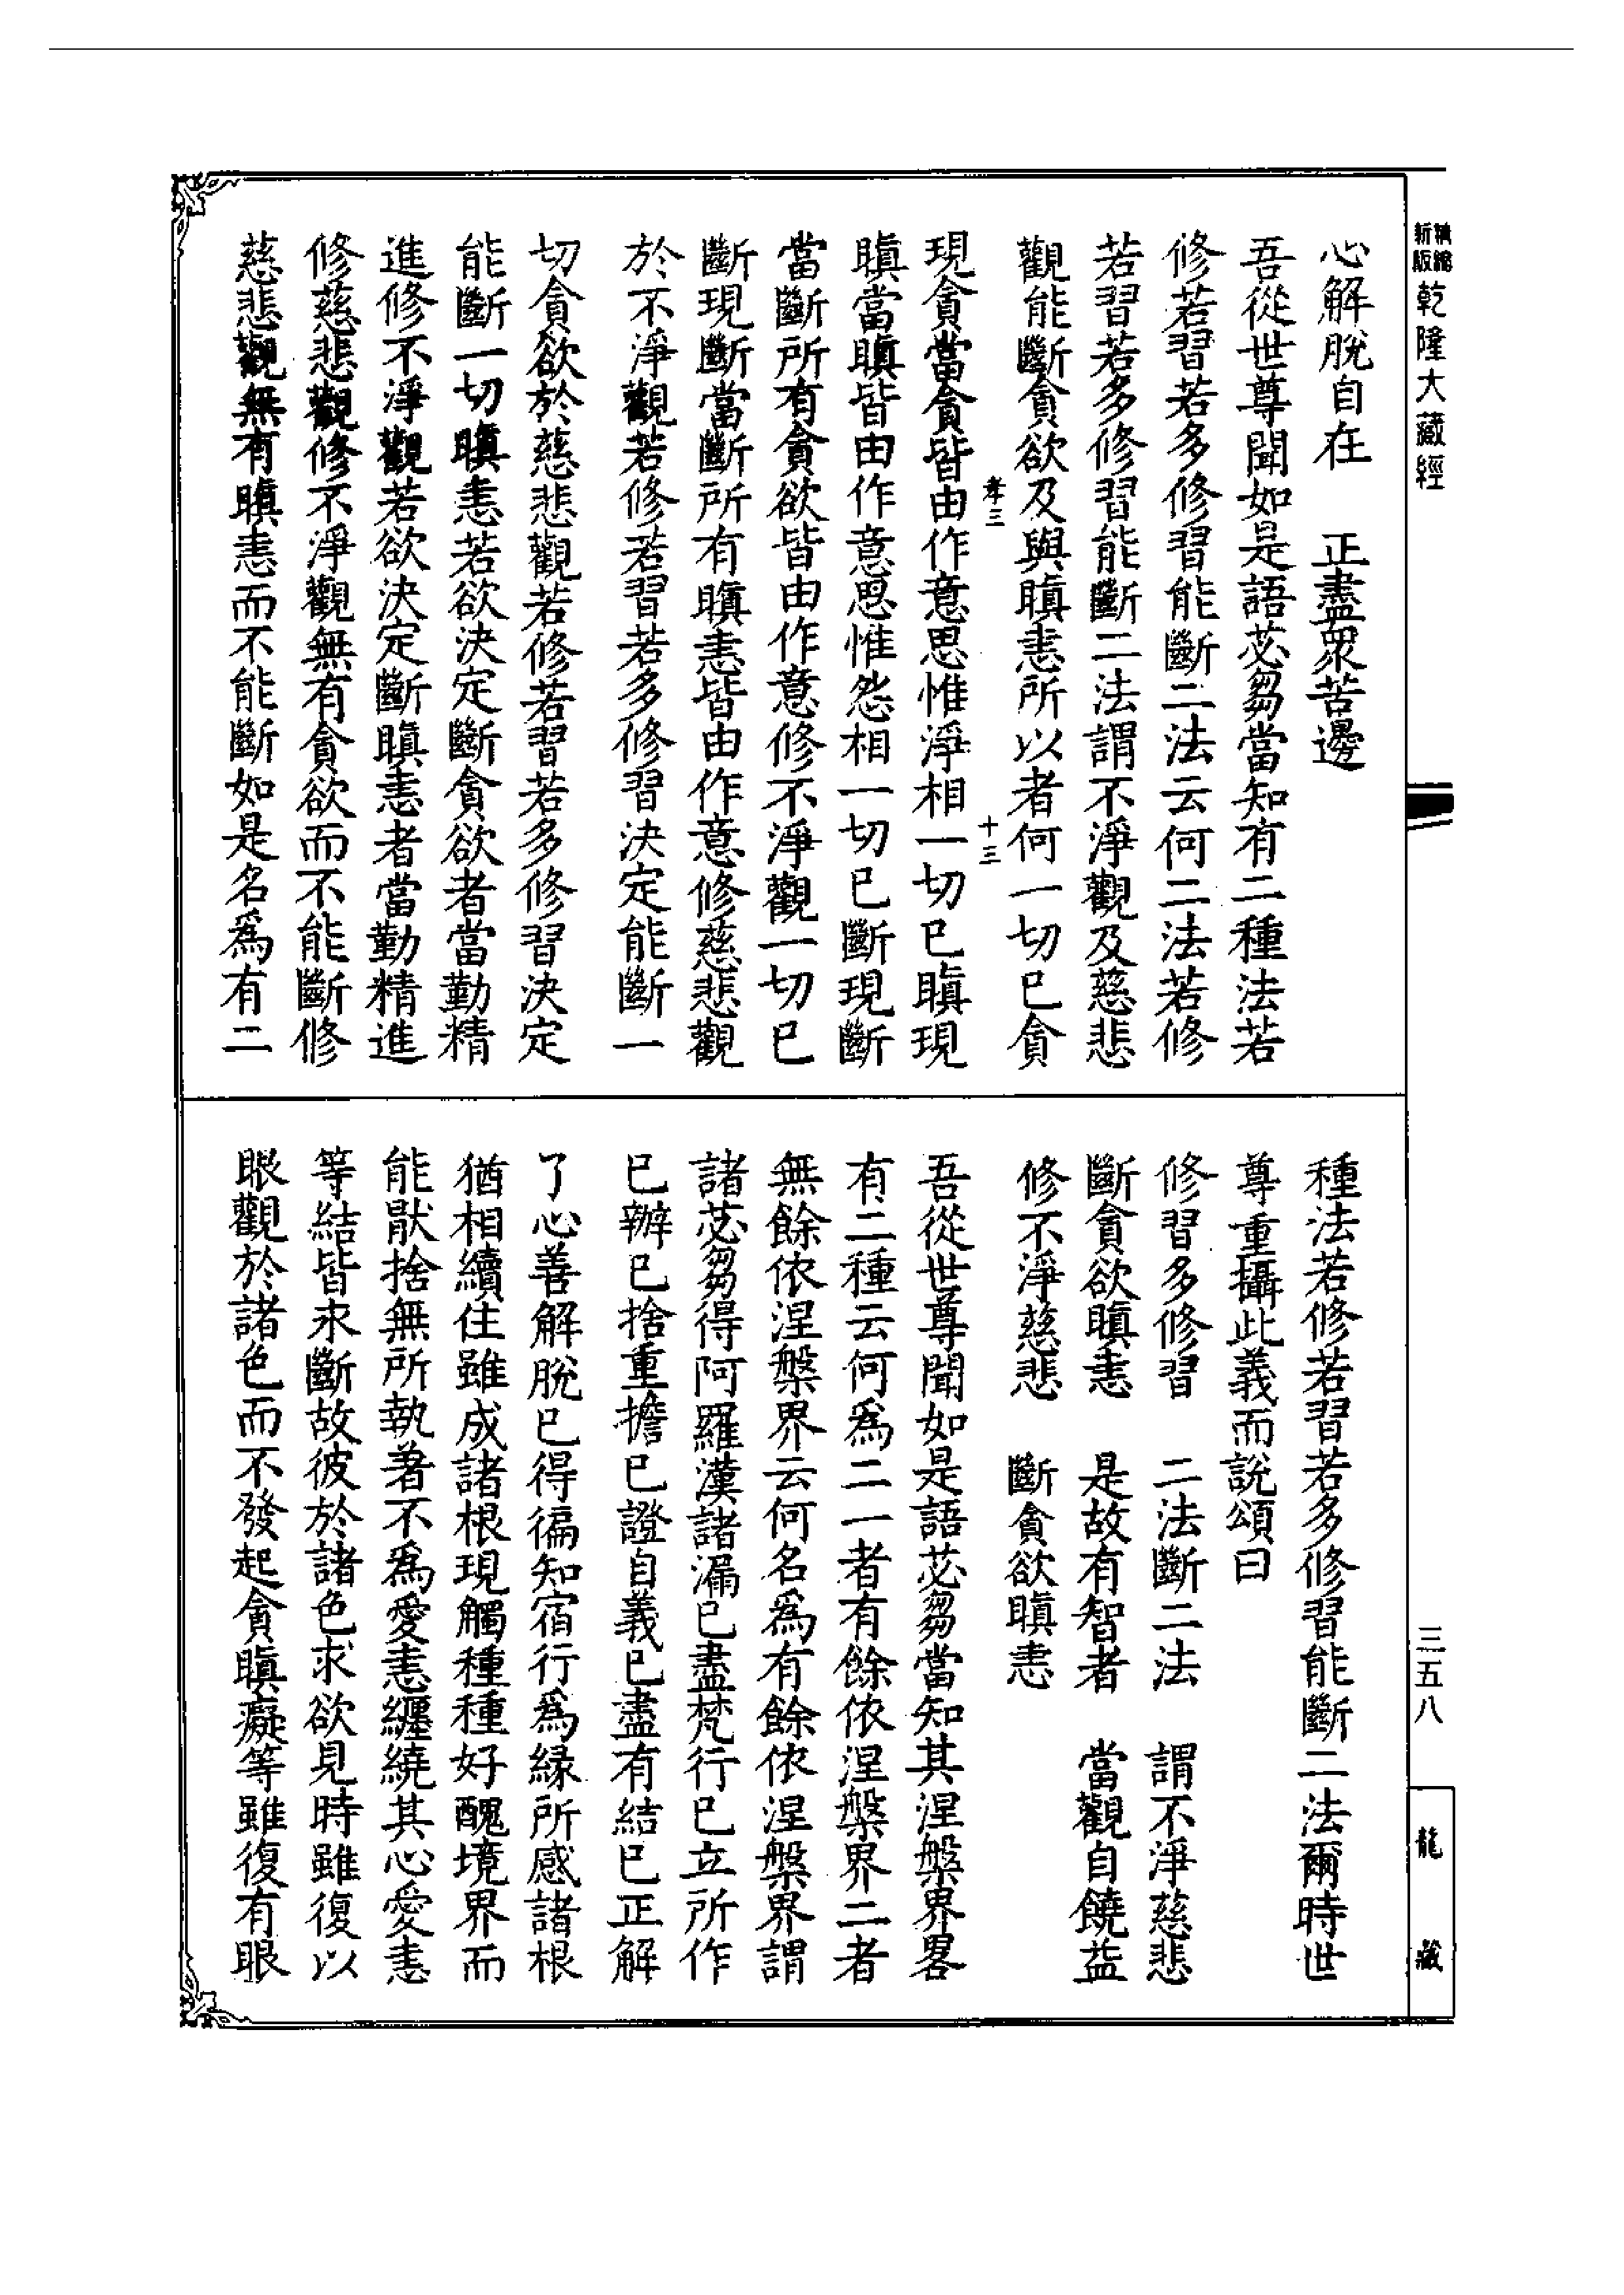 精縮新版乾隆大藏經
三五八
龍藏
心解脫自在　正盡衆苦邊
吾從世尊聞如是語苾芻當知有二種法若
修若習若多修習能斷二法云何二法若修
若習若多修習能斷二法謂不淨觀及慈悲
觀能斷貪欲及與瞋恚所以者何一切已貪
孝三　十三
現貪當貪皆由作意思惟淨相一切已瞋現
瞋當瞋皆由作意思惟怨相一切已斷現斷
當斷所有貪欲皆由作意修不淨觀一切已
斷現斷當斷所有瞋恚皆由作意修慈悲觀
於不淨觀若修若習若多修習決定能斷一
切貪欲於慈悲觀若修若習若多修習決定
能斷一切瞋恚若欲決定斷貪欲者當勤精
進修不淨觀若欲決定斷瞋恚者當勤精進
修慈悲觀修不淨觀無有貪欲而不能斷修
慈悲觀無有瞋恚而不能斷如是名爲有二
種法若修若習若多修習能斷二法爾時世
尊重攝此義而說頌曰
修習多修習　二法斷二法　謂不淨慈悲
斷貪欲瞋恚　是故有智者　當觀自饒益
修不淨慈悲　斷貪欲瞋恚
吾從世尊聞如是語苾芻當知其涅槃界畧
有二種云何爲二一者有餘依涅槃界二者
無餘依涅槃界云何名爲有餘依涅槃界謂
諸苾芻得阿羅漢諸漏已盡梵行已立所作
已辦已捨重擔已證自義已盡有結已正解
了心善解脫已得徧知宿行爲緣所感諸根
猶相續住雖成諸根現觸種種好醜境界而
能猒捨無所執著不爲愛恚纏繞其心愛恚
等結皆永斷故彼於諸色求欲見時雖復以
眼觀於諸色而不發起貪瞋癡等雖復有眼